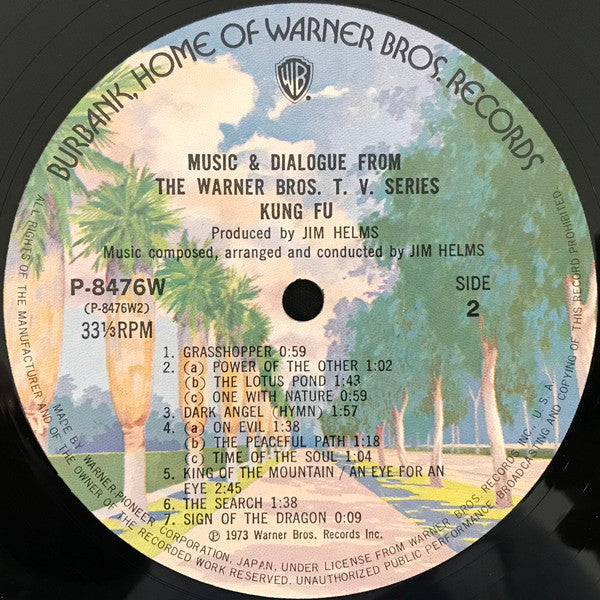 BURBANK, HOME OF WARNER BROS. RECORDS
WB
MUSIC & DIALOGUE FROM
THE WARNER BROS. T. V. SERIES
KUNG FU
Produced by JIM HELMS
Music composed, arranged and conducted by JIM HELMS
P-8476W
(P-8476W2)
33⅓RPM
SIDE
2
1. GRASSHOPPER 0:59
2. (a) POWER OF THE OTHER 1:02
(b) THE LOTUS POND 1:43
(c) ONE WITH NATURE 0:59
3. DARK ANGEL (HYMN) 1:57
4. (a) ON EVIL 1:38
(b) THE PEACEFUL PATH 1:18
(c) TIME OF THE SOUL 1:04
5. KING OF THE MOUNTAIN / AN EYE FOR AN
EYE 2:45
6. THE SEARCH 1:38
7. SIGN OF THE DRAGON 0:09
℗ 1973 Warner Bros. Records Inc.
MADE BY WARNER-PIONEER CORPORATION, JAPAN, UNDER LICENSE FROM WARNER BROS. RECORDS INC., U.S.A.
ALL RIGHTS OF THE MANUFACTURER AND OF THE OWNER OF THE RECORDED WORK RESERVED. UNAUTHORIZED PUBLIC PERFORMANCE, BROADCASTING AND COPYING OF THIS RECORD PROHIBITED